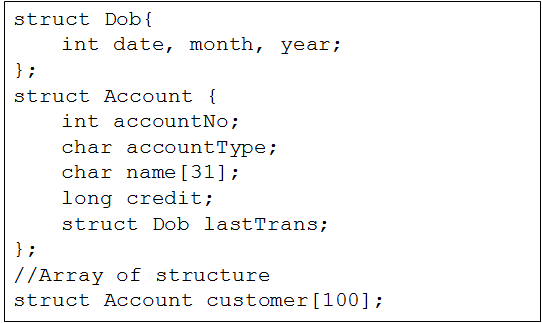 struct Dob{
    int date, month, year;
};
struct Account {
    int accountNo;
    char accountType;
    char name[31];
    long credit;
    struct Dob lastTrans;
};
//Array of structure
struct Account customer[100];